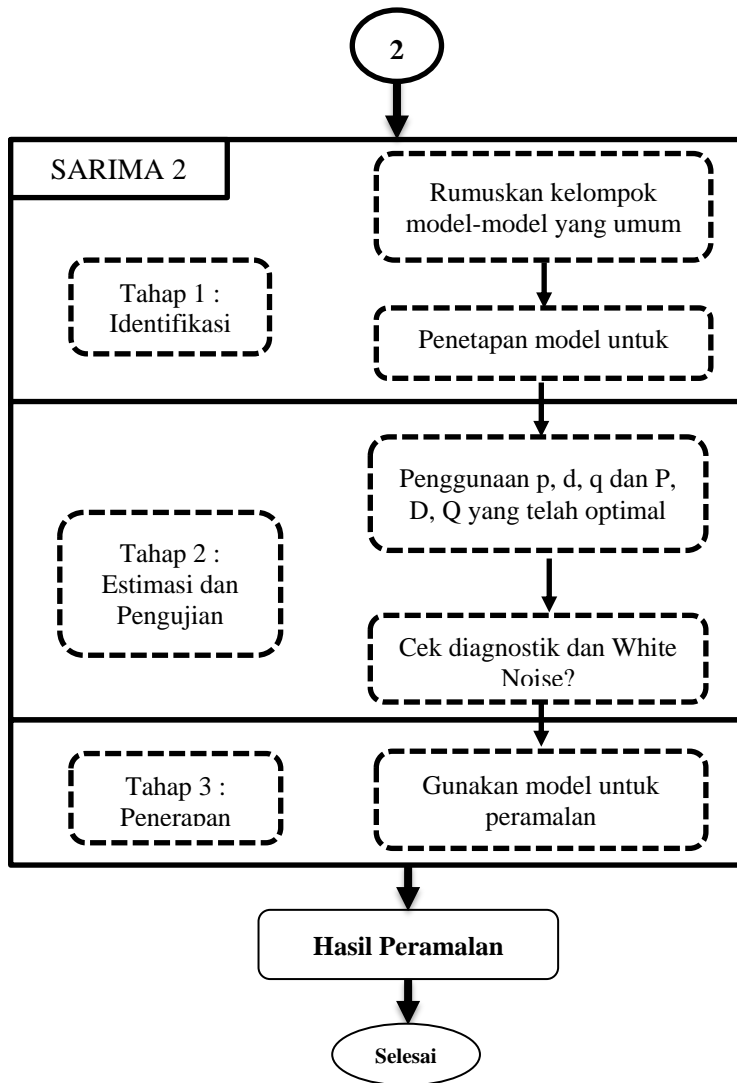 2
SARIMA 2
Rumuskan kelompok
model-model yang umum
Tahap 1 :
Identifikasi
Penetapan model untuk
Penggunaan p, d, q dan P,
D, Q yang telah optimal
Tahap 2 :
Estimasi dan
Pengujian
Cek diagnostik dan White
Noise?
Tahap 3 :
Penerapan
Gunakan model untuk
peramalan
Hasil Peramalan
Selesai